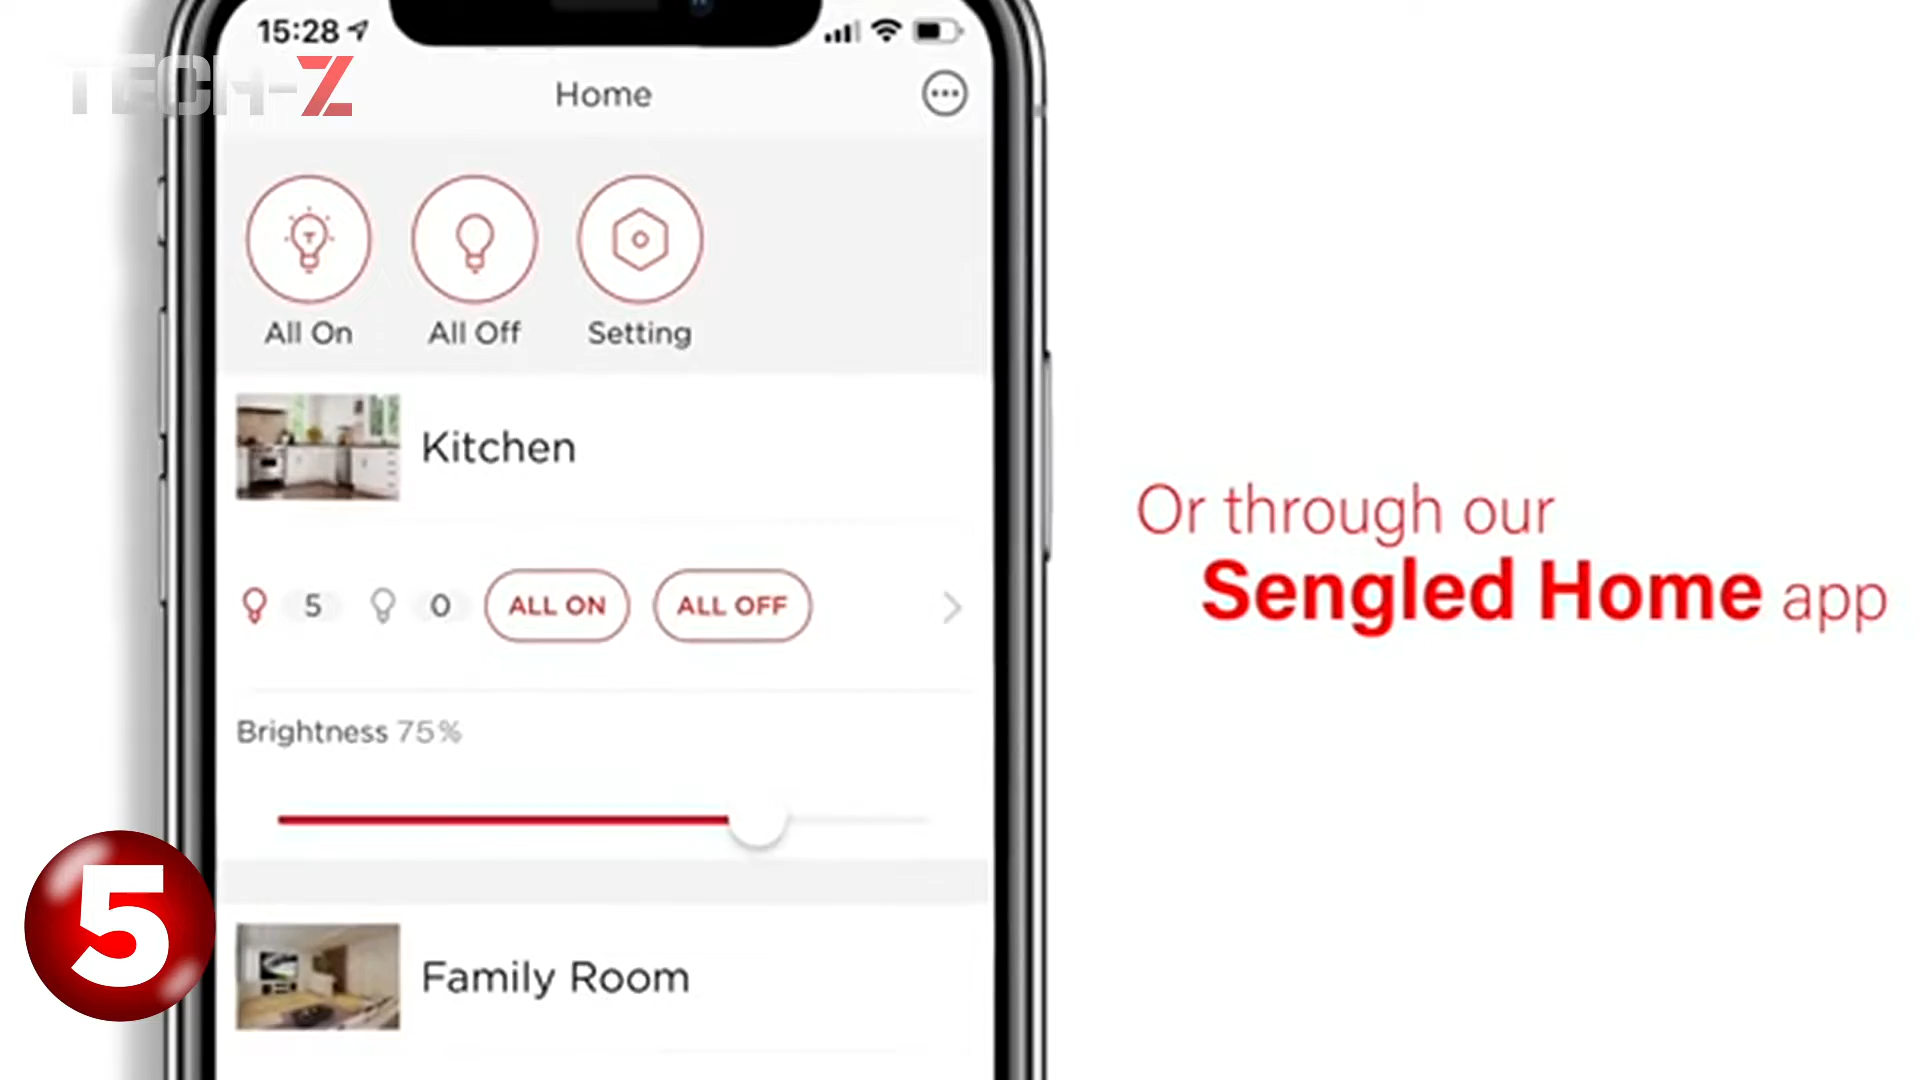 15:28
TECH-Z
Home
All On
All Off
Setting
Kitchen
5
0
ALL ON
ALL OFF
Brightness 75%
Family Room
Or through our
Sengled Home app
5